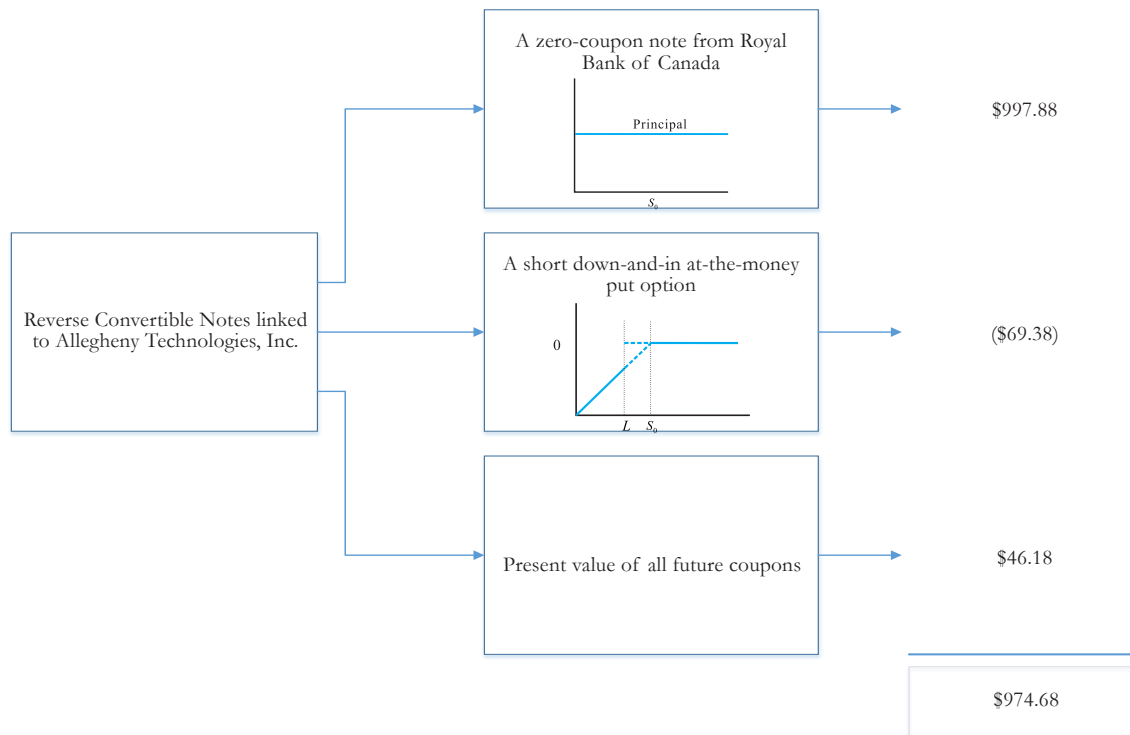 A zero-coupon note from Royal
Bank of Canada
Principal
S₀
$997.88
Reverse Convertible Notes linked
to Allegheny Technologies, Inc.
A short down-and-in at-the-money
put option
0
L S₀
($69.38)
Present value of all future coupons
$46.18
$974.68